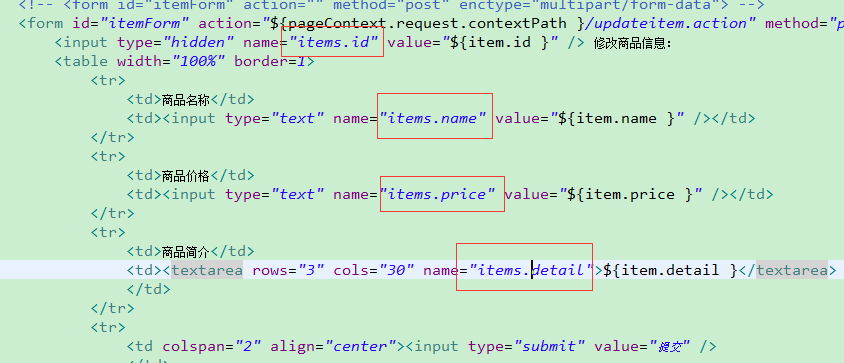 <!-- <form id="itemForm" action="" method="post" enctype="multipart/form-data"> -->
<form id="itemForm" action="${pageContext.request.contextPath }/updateitem.action" method="p
<input type="hidden" name="items.id" value="${item.id }" /> 修改商品信息:
<table width="100%" border=1>
<tr>
<td>商品名称</td>
<td><input type="text" name="items.name" value="${item.name }" /></td>
</tr>
<tr>
<td>商品价格</td>
<td><input type="text" name="items.price" value="${item.price }" /></td>
</tr>
<tr>
<td>商品简介</td>
<td><textarea rows="3" cols="30" name="items.detail">${item.detail }</textarea>
</td>
</tr>
<tr>
<td colspan="2" align="center"><input type="submit" value="提交" />
</td>